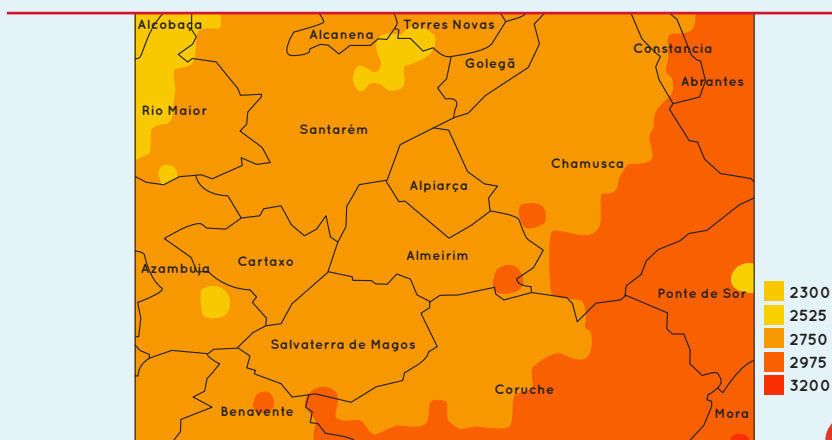 Alcobaça
Alcanena
Torres Novas
Constancia
Golegã
Abrantes
Rio Maior
Santarém
Chamusca
Alpiarça
Almeirim
Cartaxo
Azambuja
Ponte de Sor
2300
2525
2750
2975
3200
Salvaterra de Magos
Coruche
Benavente
Mora